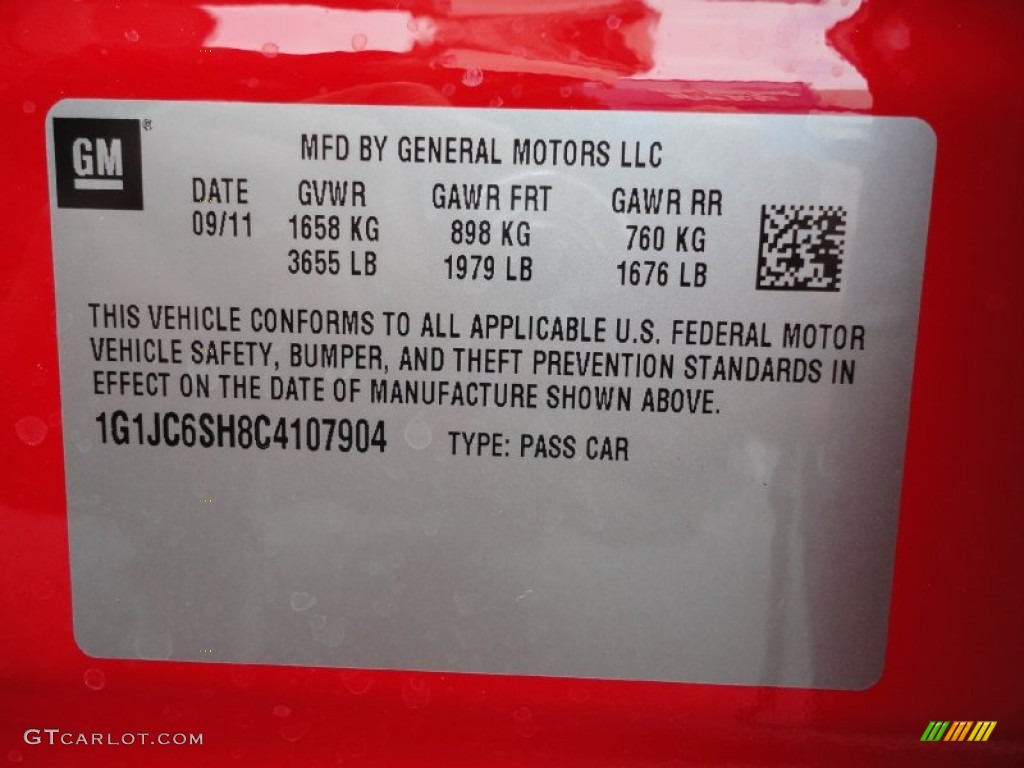 GM ®
MFD BY GENERAL MOTORS LLC
DATE GVWR GAWR FRT GAWR RR
09/11 1658 KG 898 KG 760 KG
3655 LB 1979 LB 1676 LB
THIS VEHICLE CONFORMS TO ALL APPLICABLE U.S. FEDERAL MOTOR
VEHICLE SAFETY, BUMPER, AND THEFT PREVENTION STANDARDS IN
EFFECT ON THE DATE OF MANUFACTURE SHOWN ABOVE.
1G1JC6SH8C4107904 TYPE: PASS CAR
GTCARLOT.COM